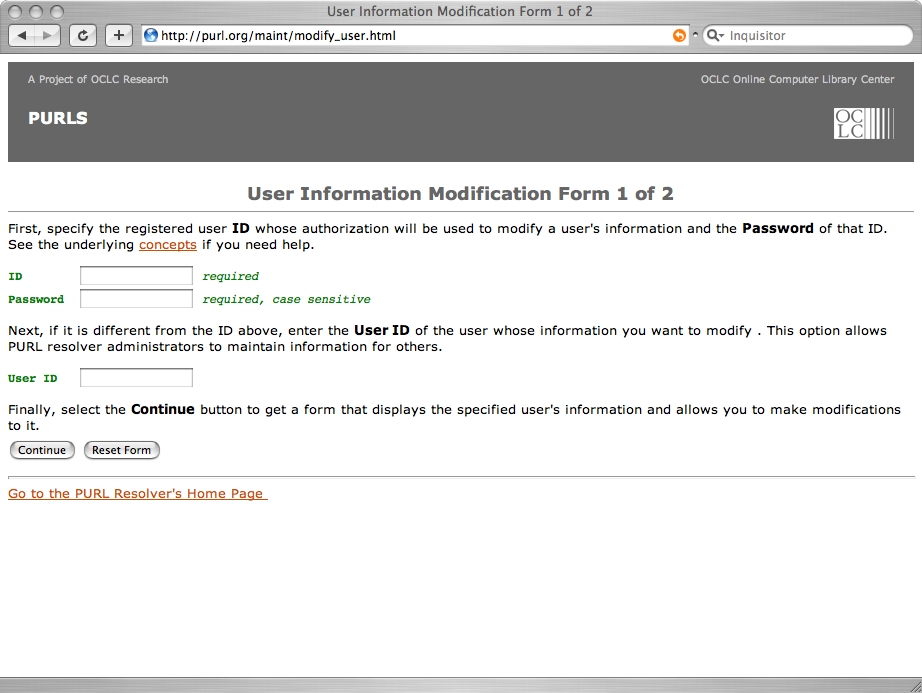 User Information Modification Form 1 of 2
http://purl.org/maint/modify_user.html
Inquisitor
A Project of OCLC Research
OCLC Online Computer Library Center
PURLS
OC
LC
User Information Modification Form 1 of 2
First, specify the registered user ID whose authorization will be used to modify a user's information and the Password of that ID.
See the underlying concepts if you need help.
ID required
Password required, case sensitive
Next, if it is different from the ID above, enter the User ID of the user whose information you want to modify . This option allows
PURL resolver administrators to maintain information for others.
User ID
Finally, select the Continue button to get a form that displays the specified user's information and allows you to make modifications
to it.
Continue Reset Form
Go to the PURL Resolver's Home Page